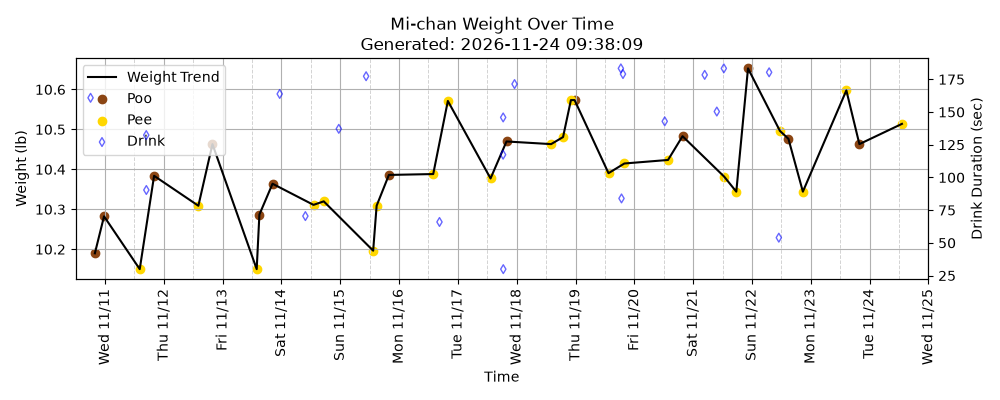 Mi-chan Weight Over Time
Generated: 2026-11-24 09:38:09
Weight (lb)
10.6
10.5
10.4
10.3
10.2
Weight Trend
Poo
Pee
Drink
175
150
125
100
75
50
25
Drink Duration (sec)
Wed 11/11
Thu 11/12
Fri 11/13
Sat 11/14
Sun 11/15
Mon 11/16
Tue 11/17
Wed 11/18
Thu 11/19
Fri 11/20
Sat 11/21
Sun 11/22
Mon 11/23
Tue 11/24
Wed 11/25
Time